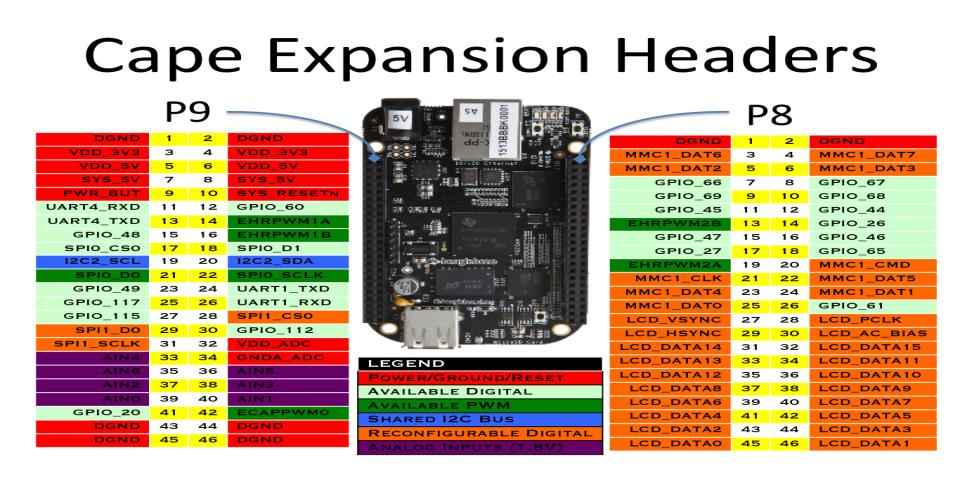 Cape Expansion Headers
P9
P8
DGND 1 2 DGND
VDD_3V3 3 4 VDD_3V3
VDD_5V 5 6 VDD_5V
SYS_5V 7 8 SYS_5V
PWR_BUT 9 10 SYS_RESETN
UART4_RXD 11 12 GPIO_60
UART4_TXD 13 14 EHRPWM1A
GPIO_48 15 16 EHRPWM1B
SPI0_CS0 17 18 SPI0_D1
I2C2_SCL 19 20 I2C2_SDA
SPI0_D0 21 22 SPI0_SCLK
GPIO_49 23 24 UART1_TXD
GPIO_117 25 26 UART1_RXD
GPIO_115 27 28 SPI1_CS0
SPI1_D0 29 30 GPIO_112
SPI1_SCLK 31 32 VDD_ADC
AIN4 33 34 GNDA_ADC
AIN6 35 36 AIN5
AIN2 37 38 AIN3
AIN0 39 40 AIN1
GPIO_20 41 42 ECAPPWM0
DGND 43 44 DGND
DGND 45 46 DGND
5V
1513BBBK0001
10/100 Ethernet
beaglebone
microSD Card
LEGEND
Power/Ground/Reset
Available Digital
Available PWM
Shared I2C Bus
Reconfigurable Digital
Analog Inputs (1.8V)
DGND 1 2 DGND
MMC1_DAT6 3 4 MMC1_DAT7
MMC1_DAT2 5 6 MMC1_DAT3
GPIO_66 7 8 GPIO_67
GPIO_69 9 10 GPIO_68
GPIO_45 11 12 GPIO_44
EHRPWM2B 13 14 GPIO_26
GPIO_47 15 16 GPIO_46
GPIO_27 17 18 GPIO_65
EHRPWM2A 19 20 MMC1_CMD
MMC1_CLK 21 22 MMC1_DAT5
MMC1_DAT4 23 24 MMC1_DAT1
MMC1_DAT0 25 26 GPIO_61
LCD_VSYNC 27 28 LCD_PCLK
LCD_HSYNC 29 30 LCD_AC_BIAS
LCD_DATA14 31 32 LCD_DATA15
LCD_DATA13 33 34 LCD_DATA11
LCD_DATA12 35 36 LCD_DATA10
LCD_DATA8 37 38 LCD_DATA9
LCD_DATA6 39 40 LCD_DATA7
LCD_DATA4 41 42 LCD_DATA5
LCD_DATA2 43 44 LCD_DATA3
LCD_DATA0 45 46 LCD_DATA1